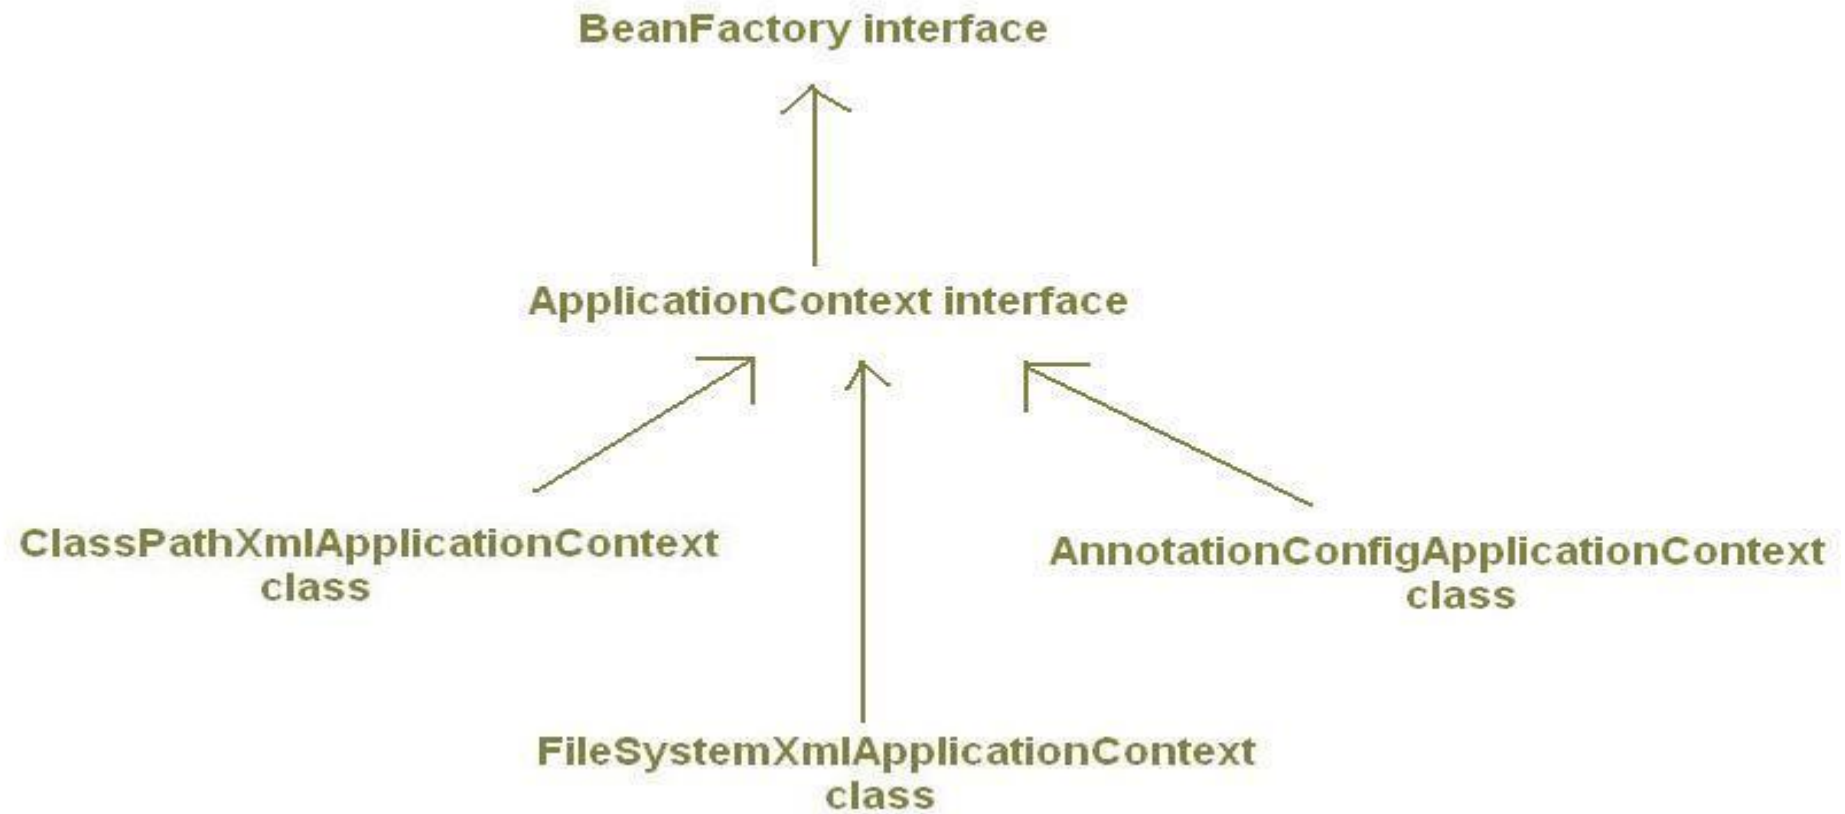 BeanFactory interface
ApplicationContext interface
ClassPathXmlApplicationContext
class
AnnotationConfigApplicationContext
class
FileSystemXmlApplicationContext
class